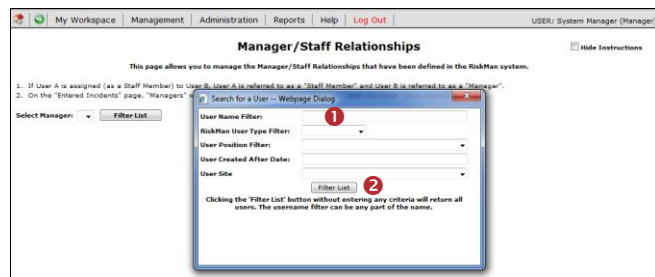 My Workspace Management Administration Reports Help Log Out USER: System Manager (Manager)
Manager/Staff Relationships
Hide Instructions
This page allows you to manage the Manager/Staff Relationships that have been defined in the RiskMan system.
1. If User A is assigned (as a Staff Member) to User B, User A is referred to as a "Staff Member" and User B is referred to as a "Manager".
2. On the "Entered Incidents" page, "Managers" w
Select Manager: Filter List
Search for a User -- Webpage Dialog
User Name Filter: 1
RiskMan User Type Filter:
User Position Filter:
User Created After Date:
User Site
Filter List 2
Clicking the 'Filter List' button without entering any criteria will return all
users. The username filter can be any part of the name.